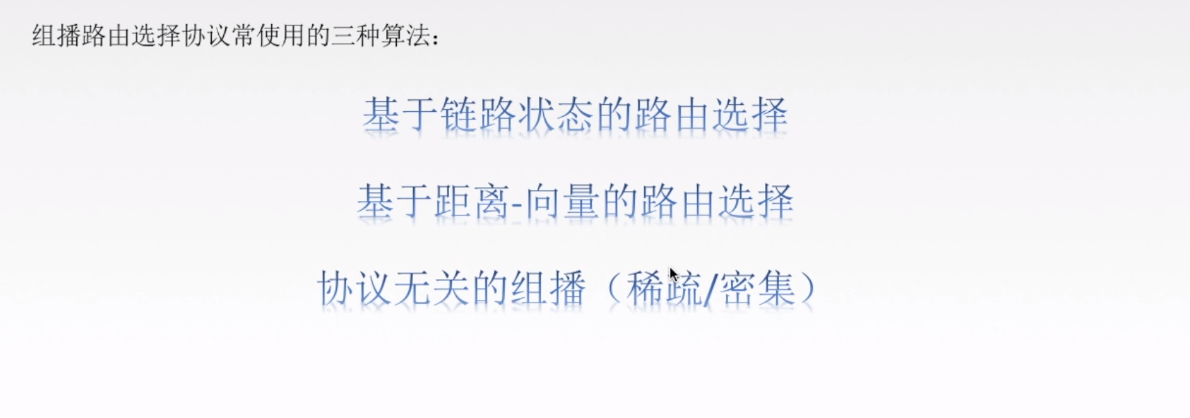 组播路由选择协议常使用的三种算法：
基于链路状态的路由选择
基于距离-向量的路由选择
协议无关的组播（稀疏/密集）